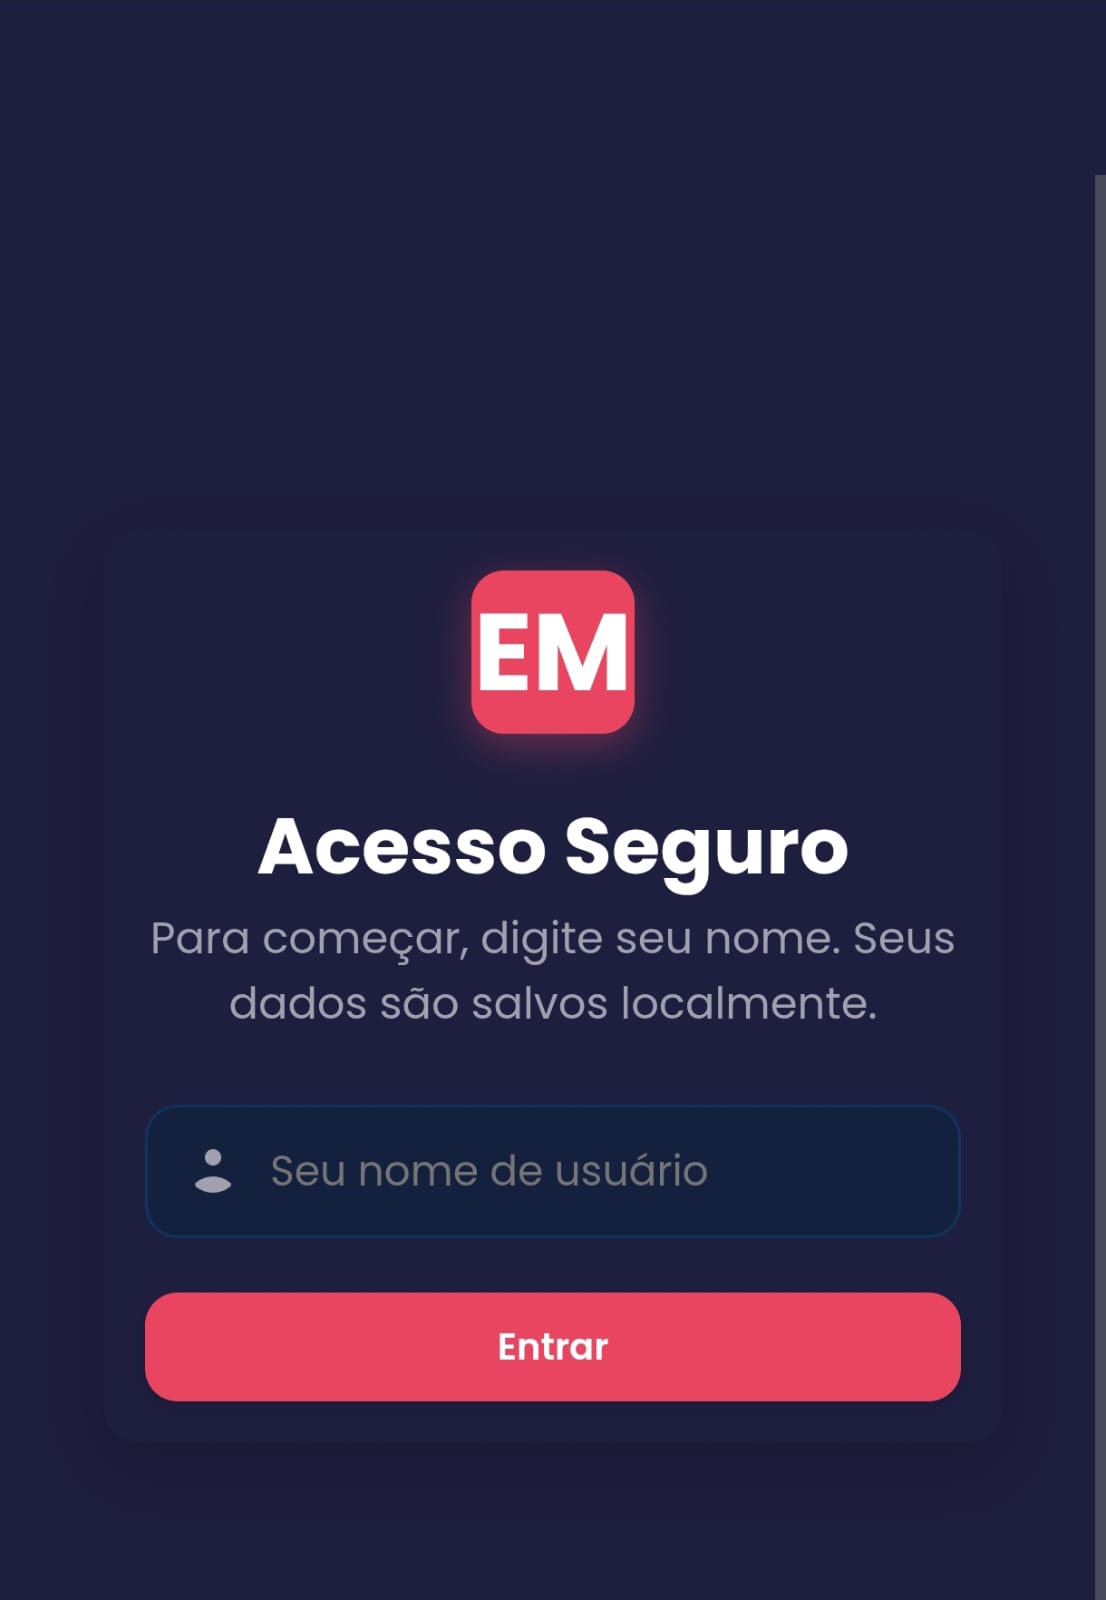 EM
Acesso Seguro
Para começar, digite seu nome. Seus
dados são salvos localmente.
Seu nome de usuário
Entrar